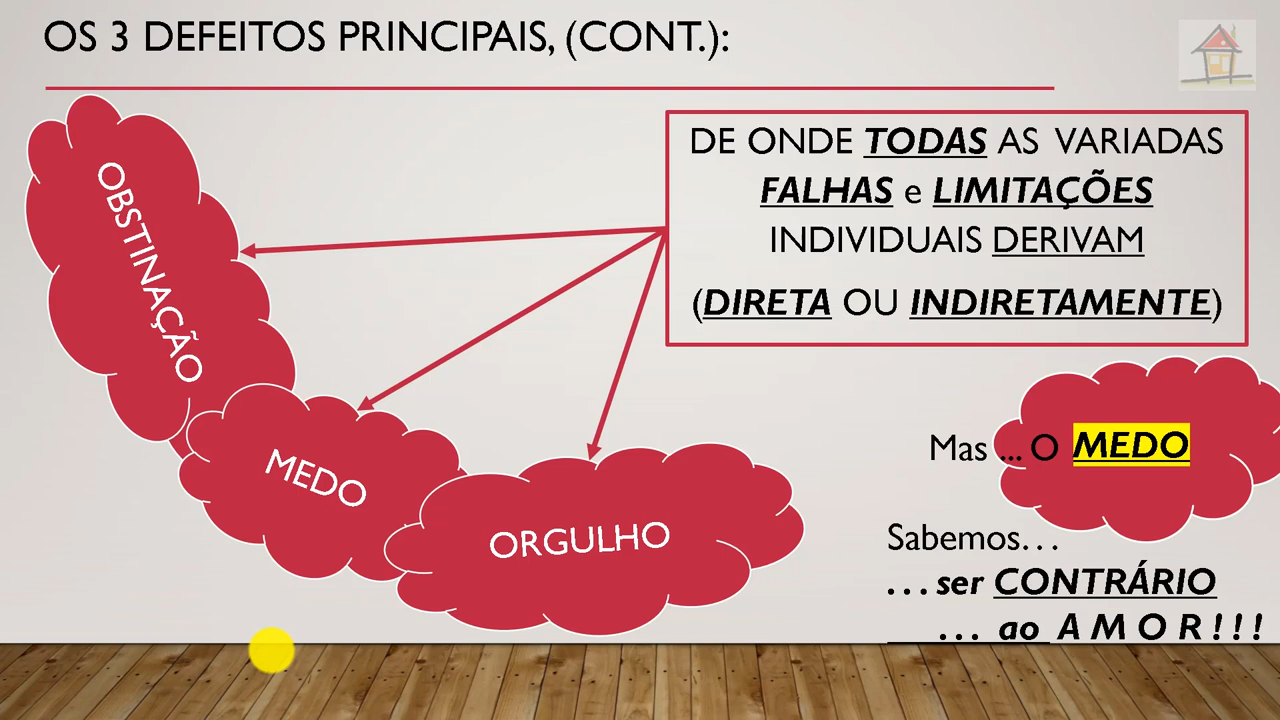 OS 3 DEFEITOS PRINCIPAIS, (CONT.):
DE ONDE TODAS AS VARIADAS
FALHAS e LIMITAÇÕES
INDIVIDUAIS DERIVAM
(DIRETA OU INDIRETAMENTE)
OBSTINAÇÃO
MEDO
ORGULHO
Mas ... O MEDO
Sabemos...
...ser CONTRÁRIO
... ao A M O R ! ! !